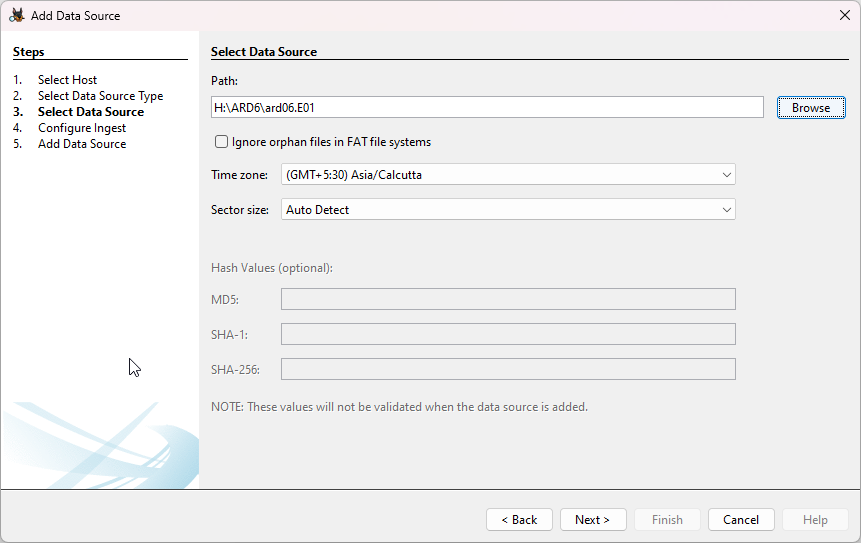 Add Data Source
Steps
1. Select Host
2. Select Data Source Type
3. Select Data Source
4. Configure Ingest
5. Add Data Source
Select Data Source
Path:
H:\ARD6\ard06.E01
Browse
Ignore orphan files in FAT file systems
Time zone: (GMT+5:30) Asia/Calcutta
Sector size: Auto Detect
Hash Values (optional):
MD5:
SHA-1:
SHA-256:
NOTE: These values will not be validated when the data source is added.
< Back Next > Finish Cancel Help